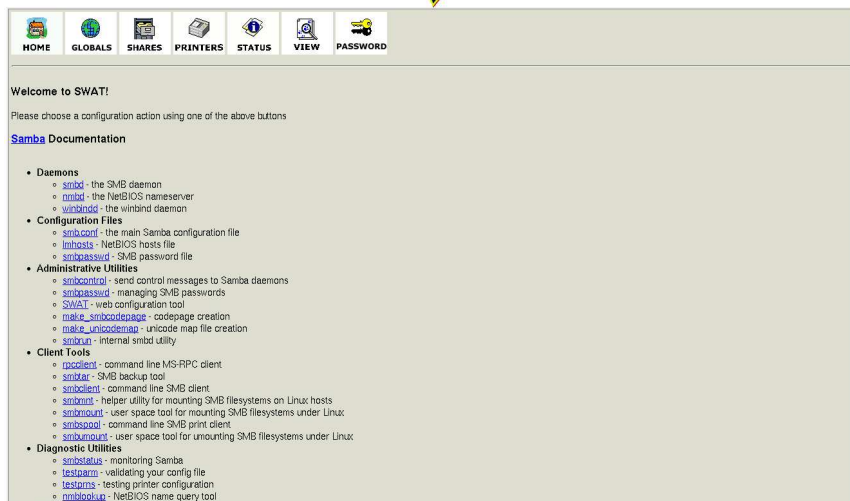 HOME GLOBALS SHARES PRINTERS STATUS VIEW PASSWORD
Welcome to SWAT!
Please choose a configuration action using one of the above buttons
Samba Documentation
Daemons
smbd - the SMB daemon
nmbd - the NetBIOS nameserver
winbindd - the winbind daemon
Configuration Files
smb.conf - the main Samba configuration file
lmhosts - NetBIOS hosts file
smbpasswd - SMB password file
Administrative Utilities
smbcontrol - send control messages to Samba daemons
smbpasswd - managing SMB passwords
SWAT - web configuration tool
make_smbcodepage - codepage creation
make_unicodemap - unicode map file creation
smbrun - internal smbd utility
Client Tools
rpcclient - command line MS-RPC client
smbtar - SMB backup tool
smbclient - command line SMB client
smbmnt - helper utility for mounting SMB filesystems on Linux hosts
smbmount - user space tool for mounting SMB filesystems under Linux
smbspool - command line SMB print client
smbumount - user space tool for umounting SMB filesystems under Linux
Diagnostic Utilities
smbstatus - monitoring Samba
testparm - validating your config file
testprns - testing printer configuration
nmblookup - NetBIOS name query tool